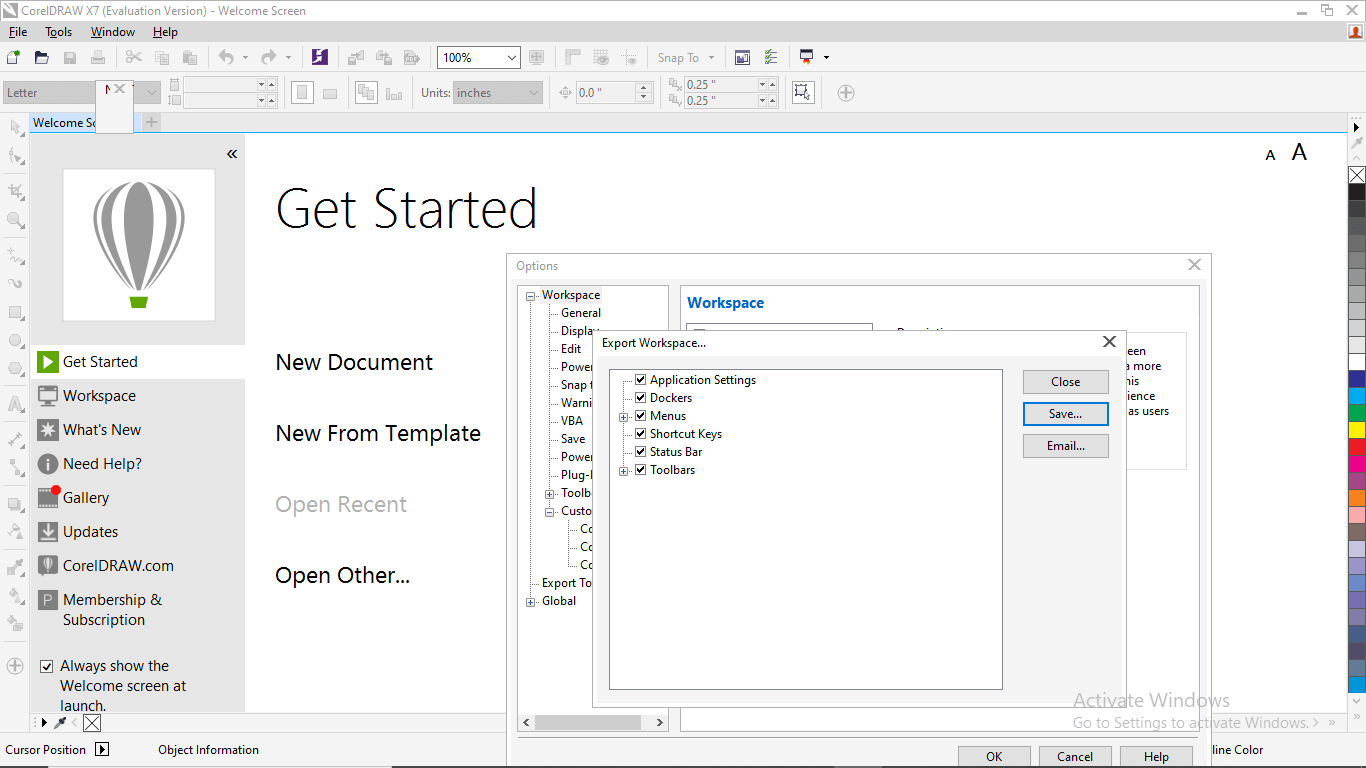 CorelDRAW X7 (Evaluation Version) - Welcome Screen
File Tools Window Help
100%
Snap To
Letter
Units: inches
0.0 "
0.25 "
0.25 "
Welcome Sc
A A
Get Started
New Document
New From Template
Open Recent
Open Other...
Get Started
Workspace
What's New
Need Help?
Gallery
Updates
CorelDRAW.com
Membership &
Subscription
Always show the
Welcome screen at
launch.
Options
Workspace
General
Display
Edit
Power
Snap t
Warni
VBA
Save
Power
Plug-I
Toolb
Custo
Co
Co
Co
Export To
Global
Workspace
een
a more
his
ience
as users
Export Workspace...
Application Settings
Dockers
Menus
Shortcut Keys
Status Bar
Toolbars
Close
Save...
Email...
OK Cancel Help
Activate Windows
Go to Settings to activate Windows.
Cursor Position
Object Information
line Color